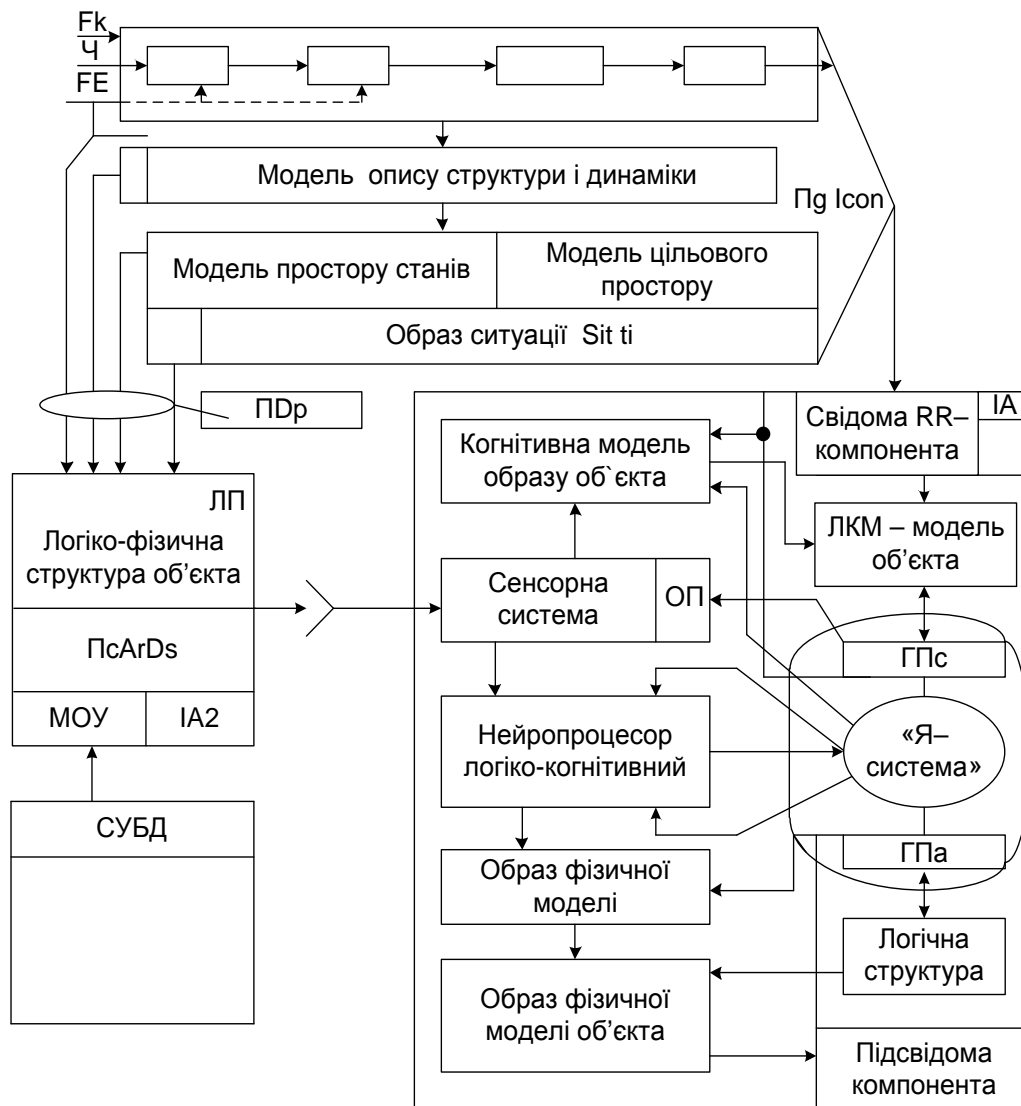 Fk
Ч
FE
Модель опису структури і динаміки
Пg Icon
Модель простору станів
Модель цільового
простору
Образ ситуації Sit ti
ПDp
Свідома RR–
компонента
ІА
Когнітивна модель
образу об`єкта
ЛП
Логіко-фізична
структура об’єкта
ЛКМ – модель
об’єкта
Сенсорна
система
ОП
ПсArDs
ГПс
МОУ
ІА2
Нейропроцесор
логіко-когнітивний
«Я–
система»
СУБД
ГПа
Образ фізичної
моделі
Логічна
структура
Образ фізичної
моделі об’єкта
Підсвідома
компонента